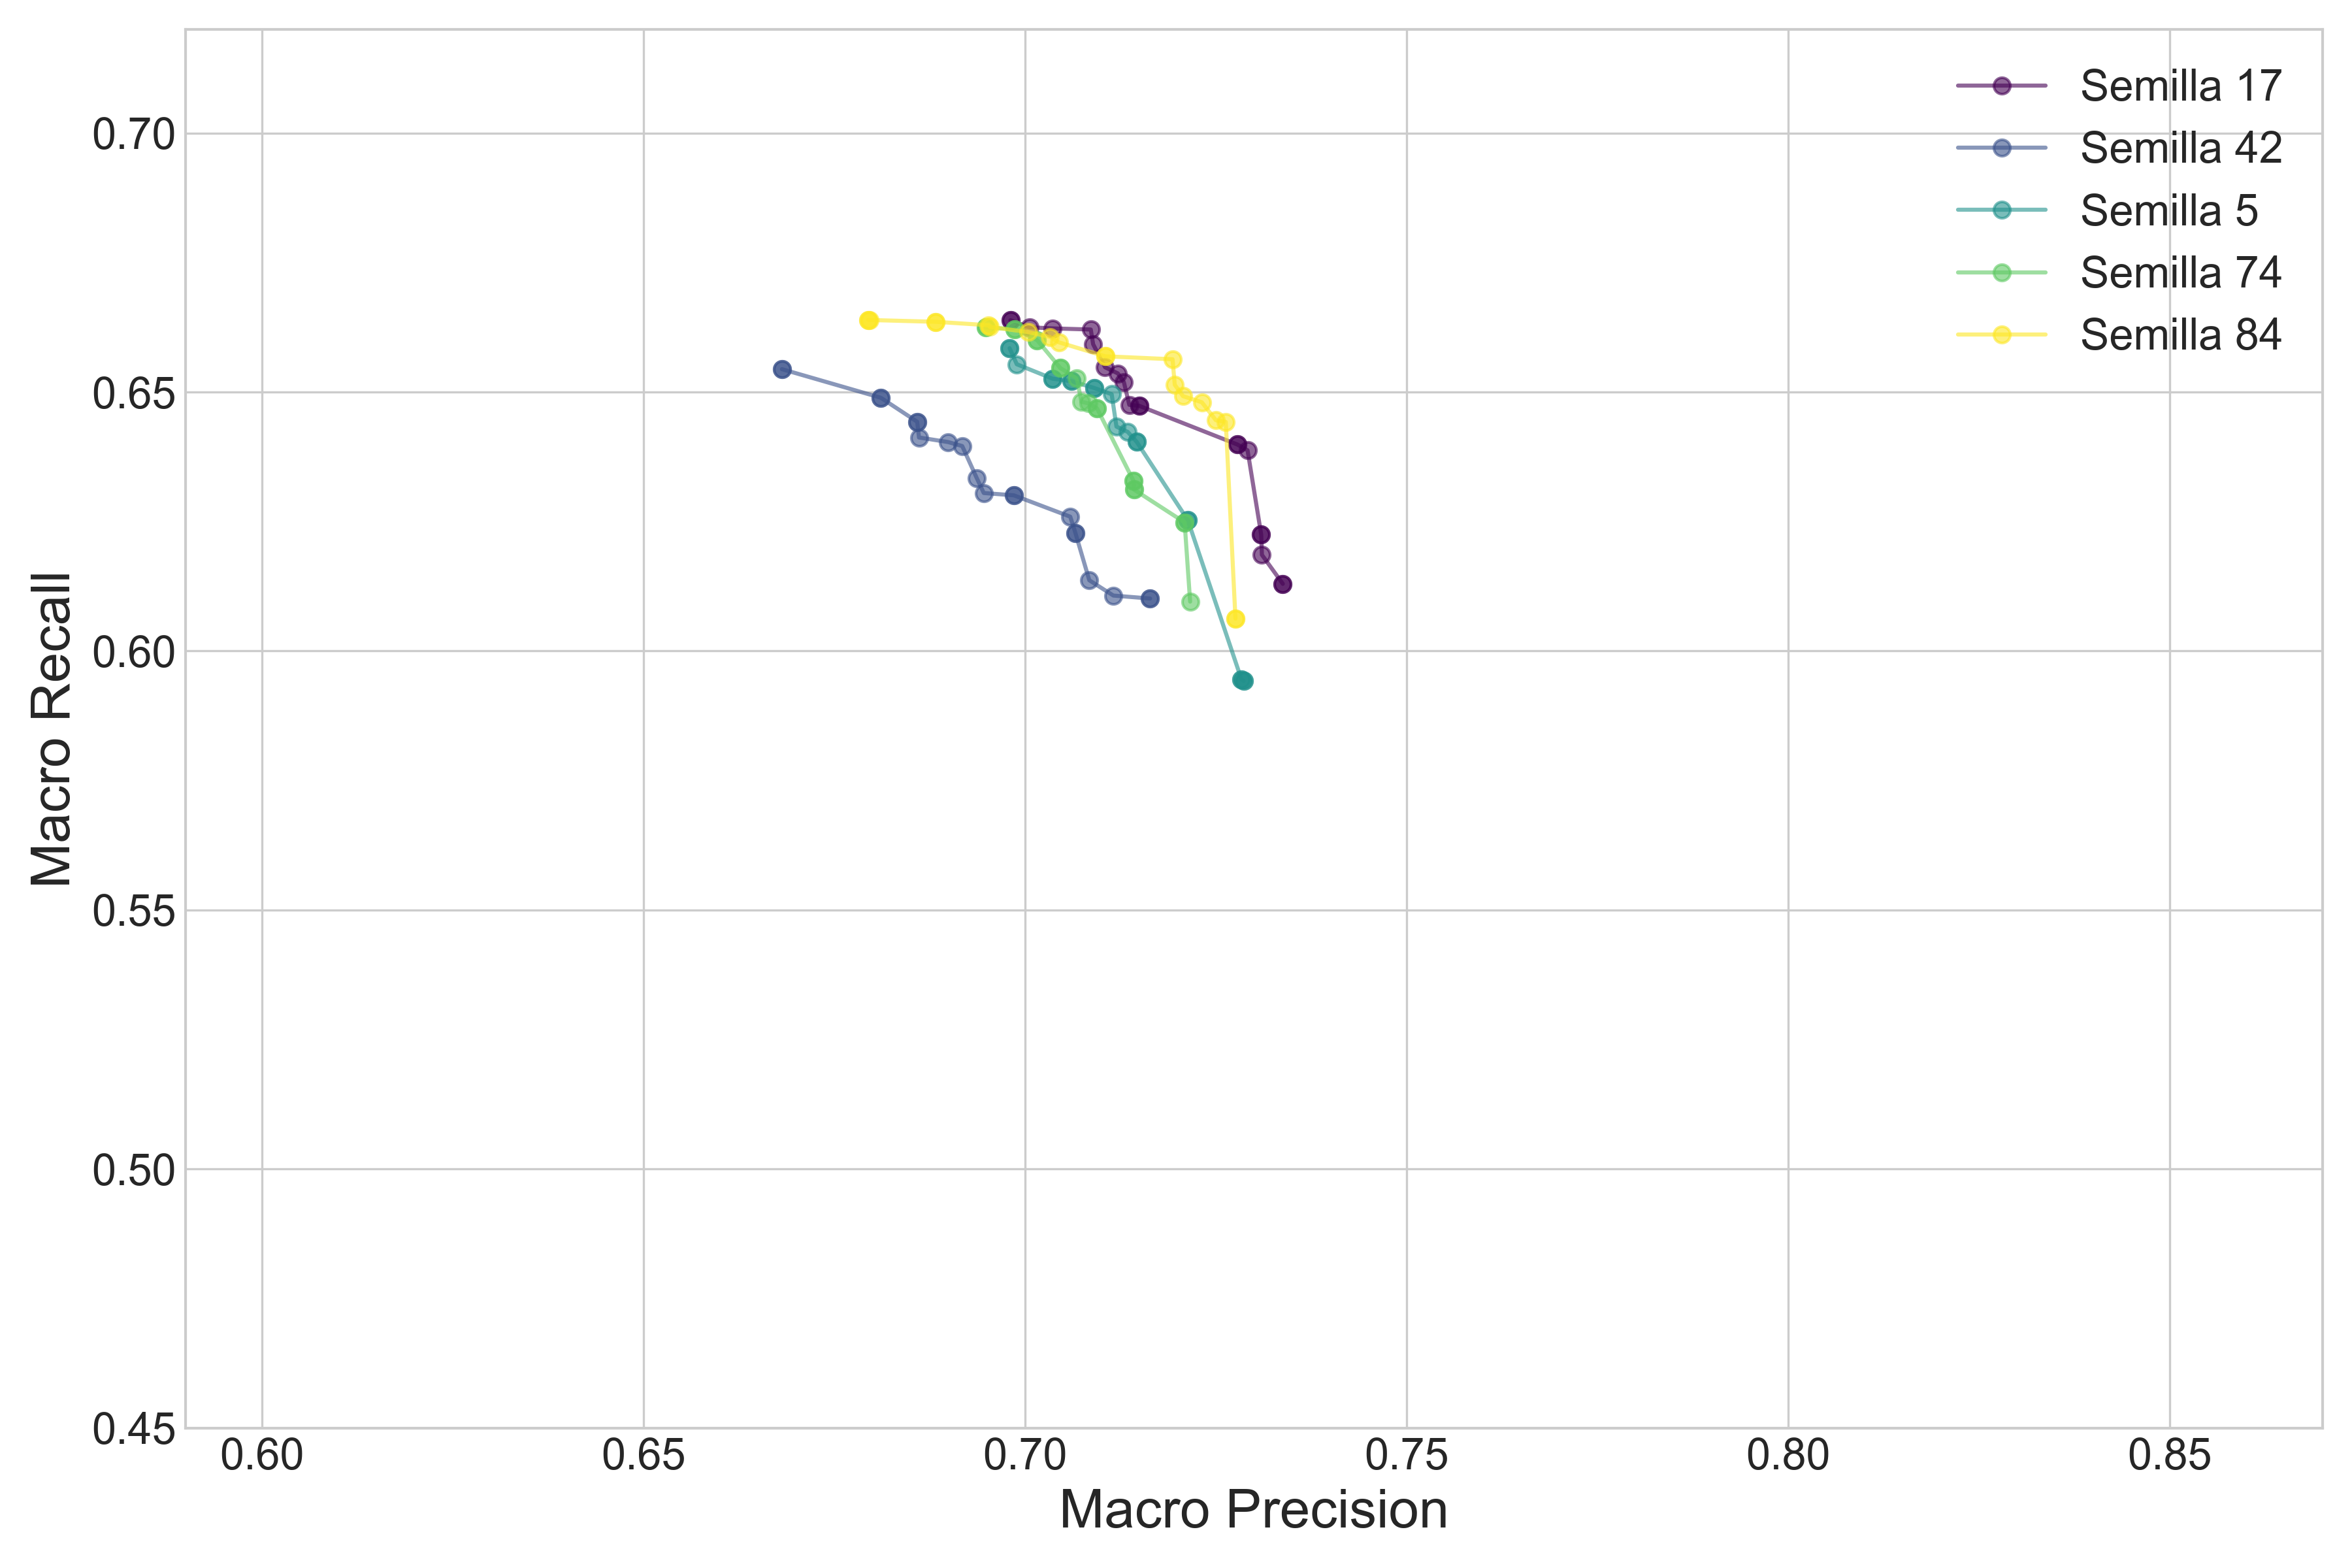 Semilla 17
Semilla 42
Semilla 5
Semilla 74
Semilla 84
Macro Recall
0.70
0.65
0.60
0.55
0.50
0.45
0.60 0.65 0.70 0.75 0.80 0.85
Macro Precision